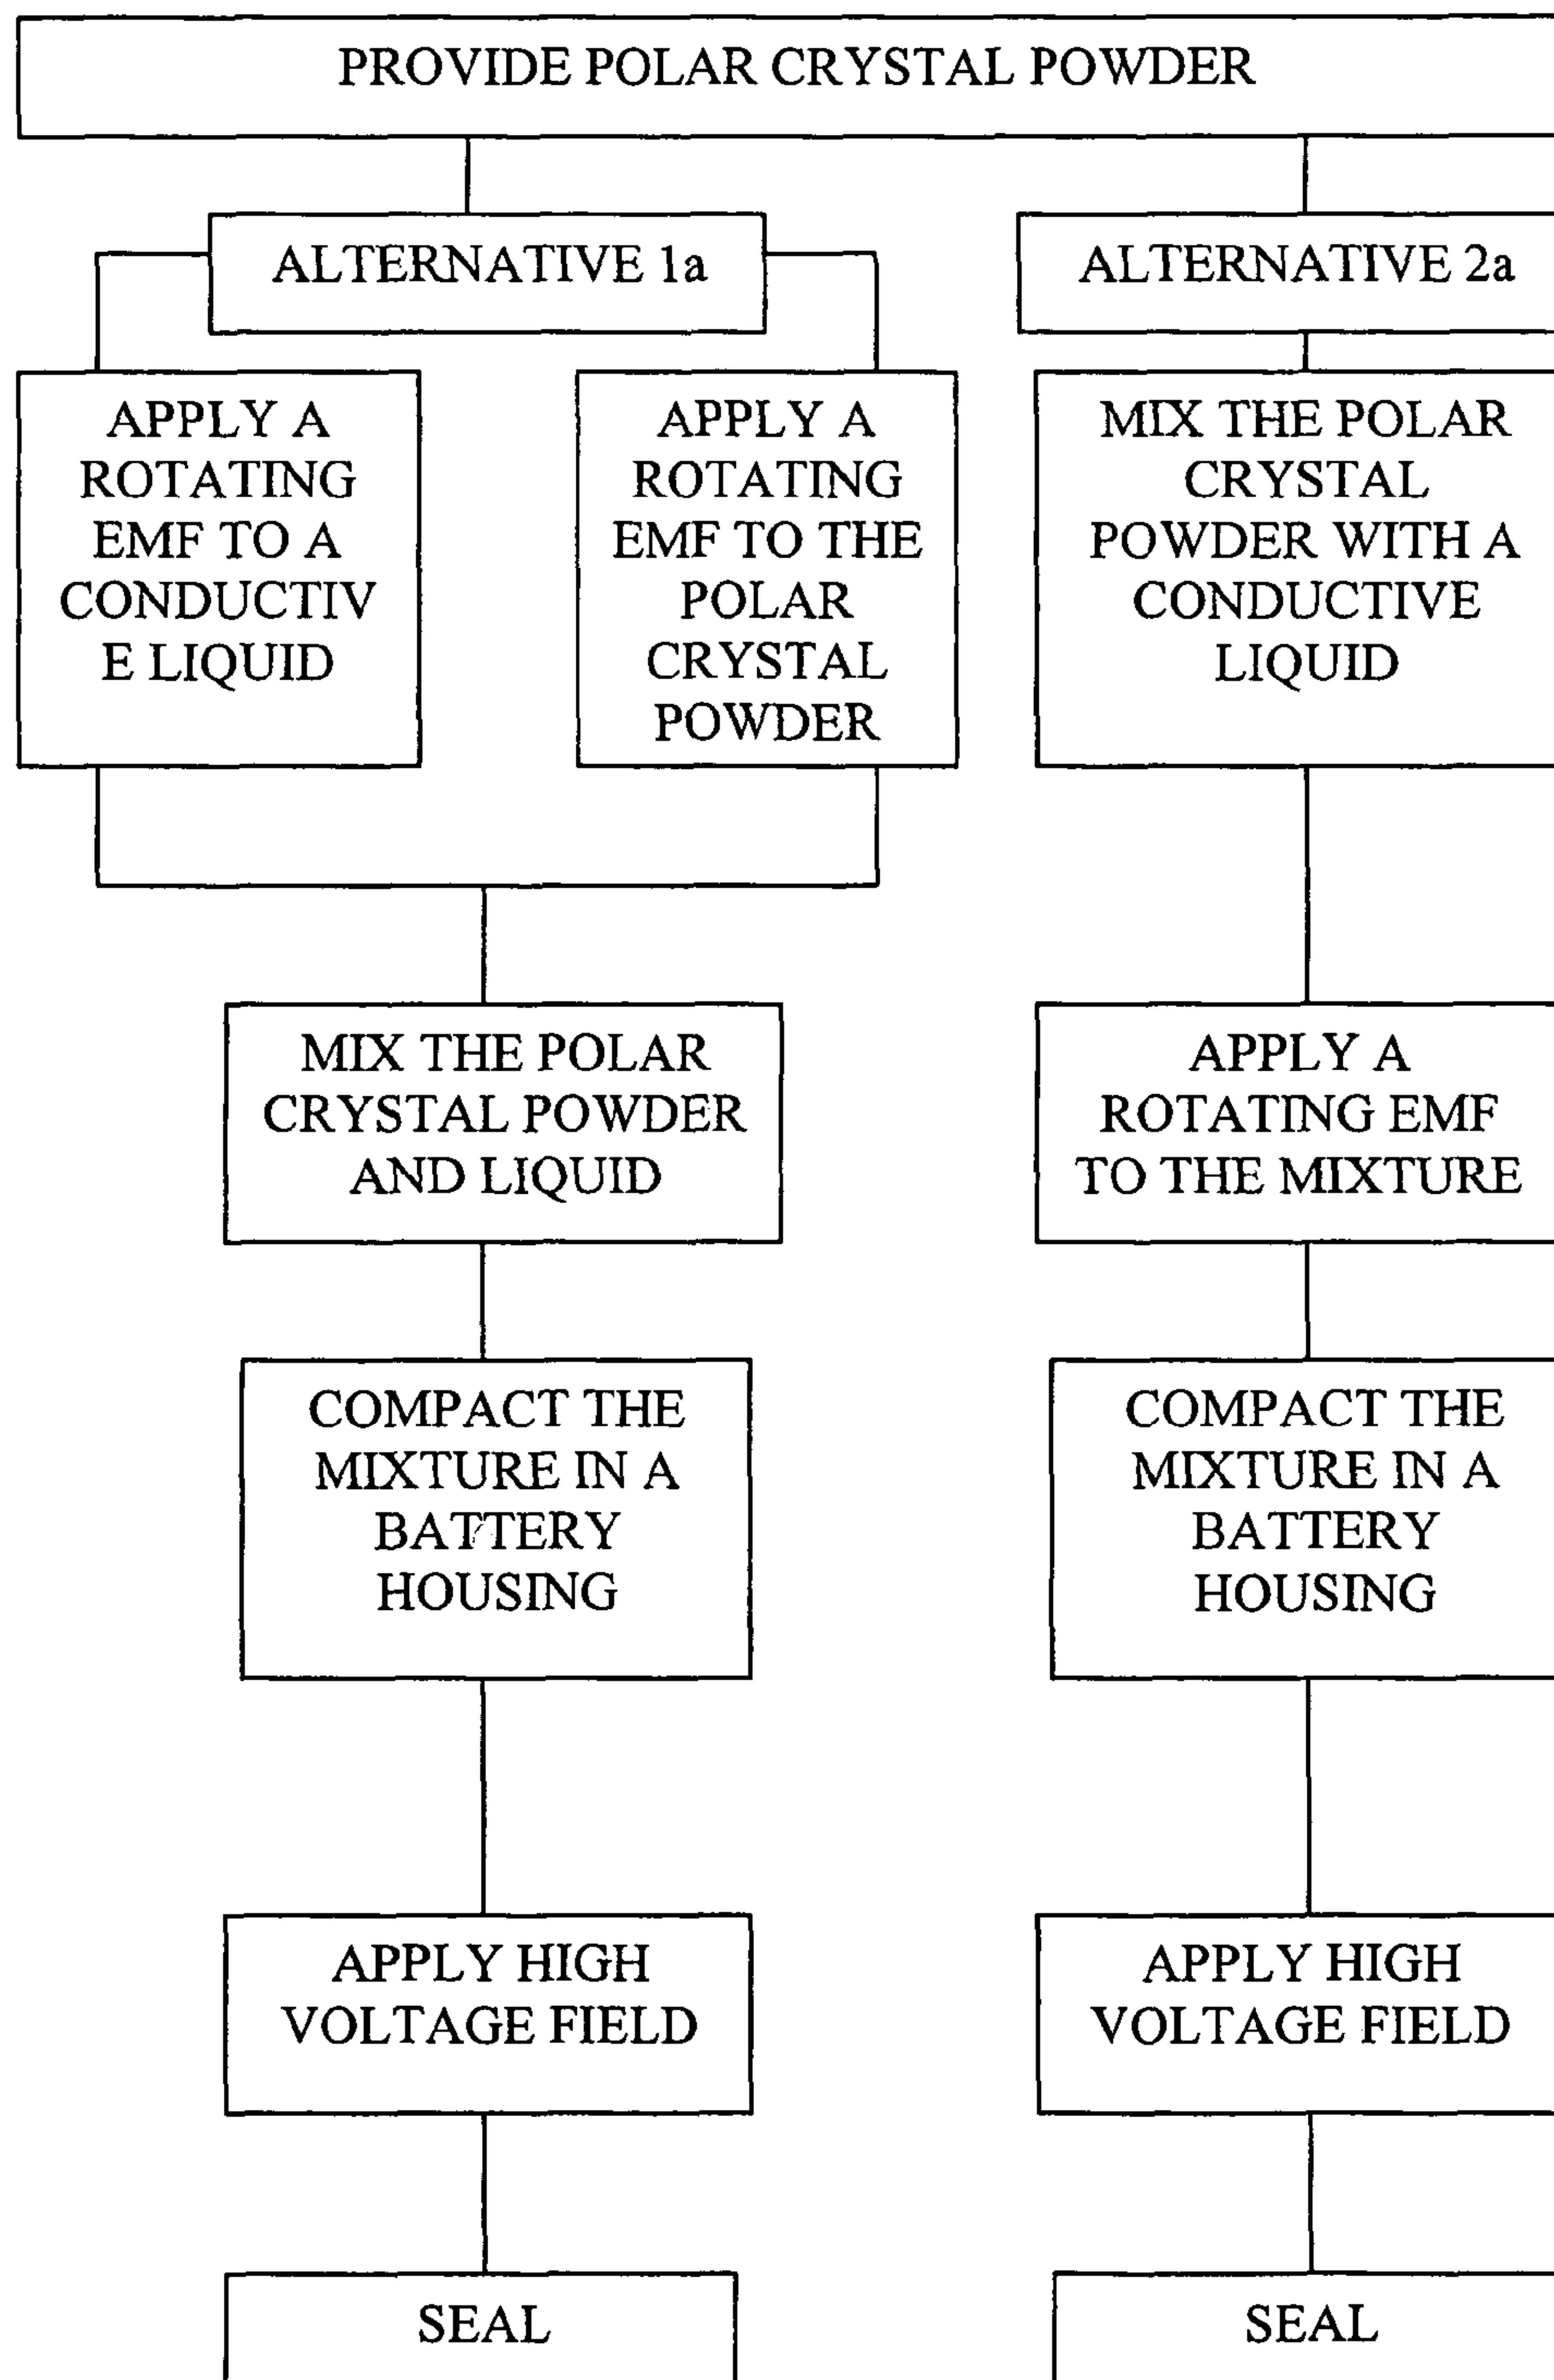 PROVIDE POLAR CRYSTAL POWDER
ALTERNATIVE 1a
ALTERNATIVE 2a
APPLY A
ROTATING
EMF TO A
CONDUCTIV
E LIQUID
APPLY A
ROTATING
EMF TO THE
POLAR
CRYSTAL
POWDER
MIX THE POLAR
CRYSTAL
POWDER WITH A
CONDUCTIVE
LIQUID
MIX THE POLAR
CRYSTAL POWDER
AND LIQUID
APPLY A
ROTATING EMF
TO THE MIXTURE
COMPACT THE
MIXTURE IN A
BATTERY
HOUSING
COMPACT THE
MIXTURE IN A
BATTERY
HOUSING
APPLY HIGH
VOLTAGE FIELD
APPLY HIGH
VOLTAGE FIELD
SEAL
SEAL